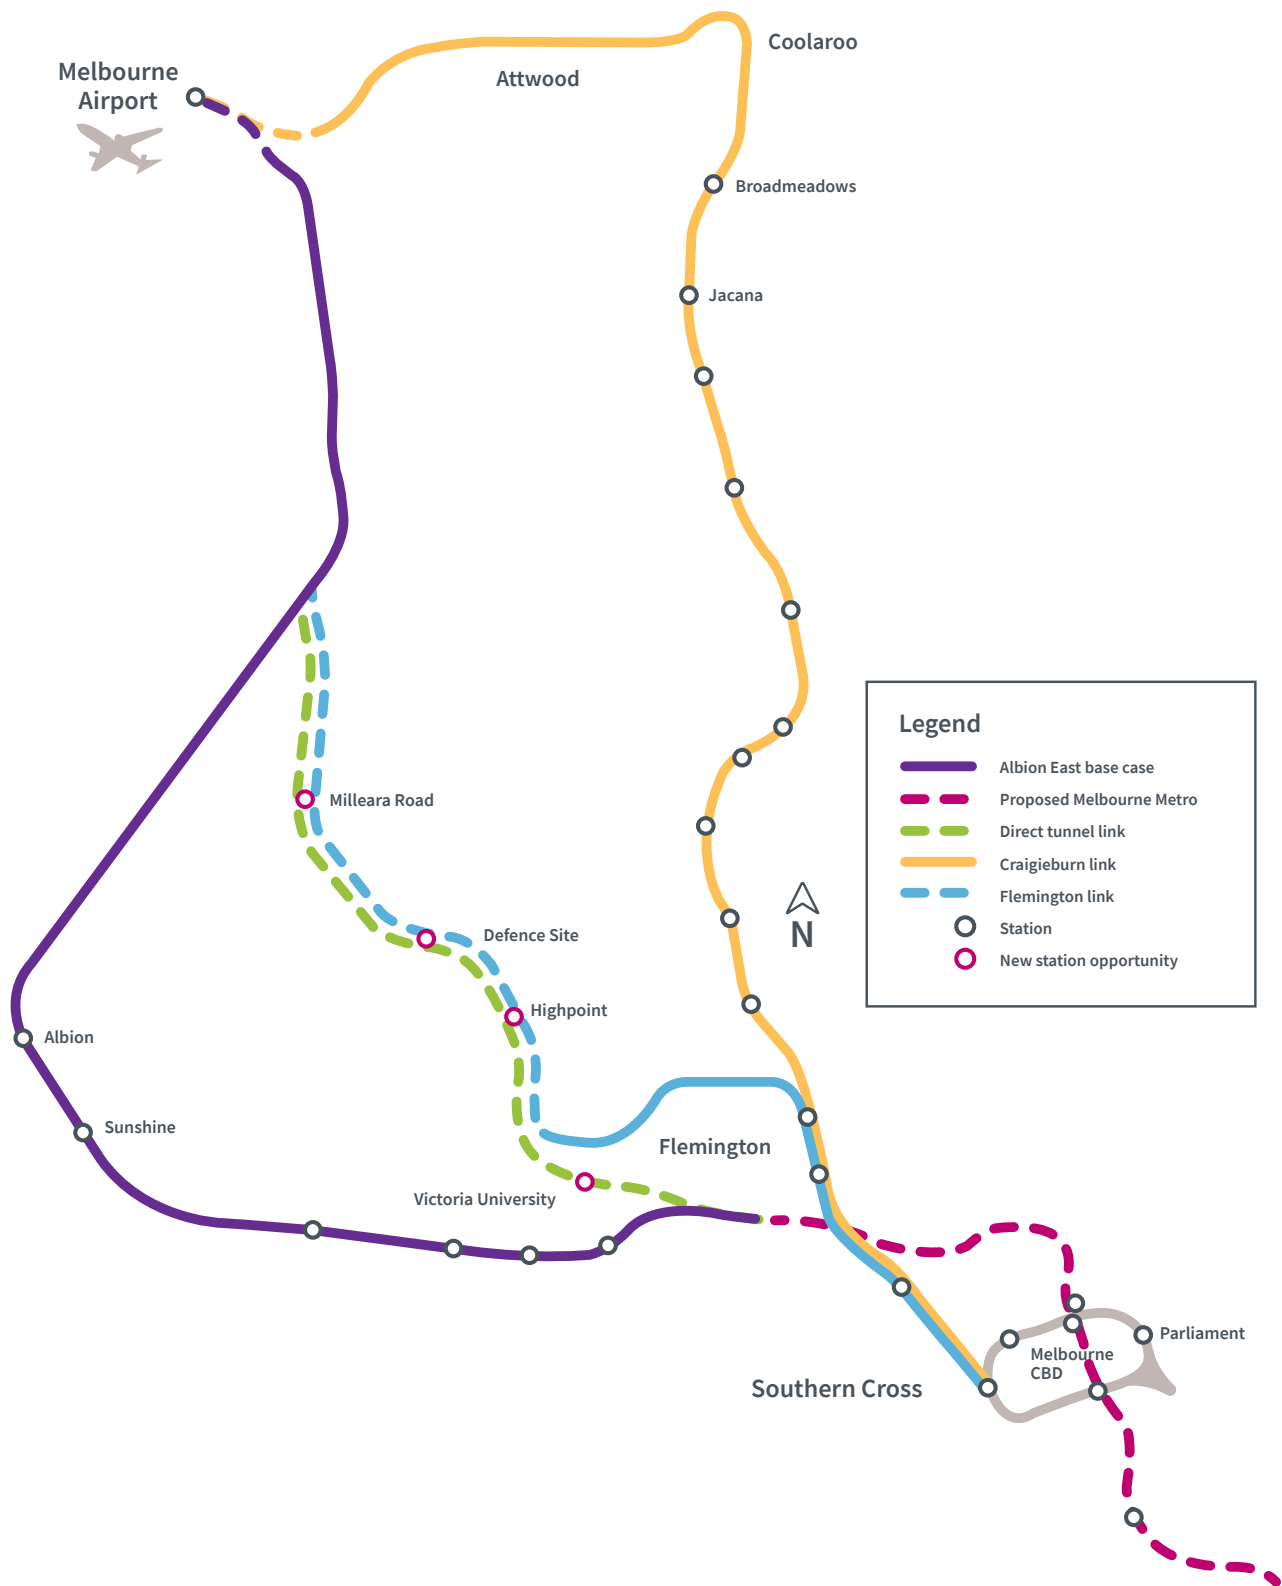 Coolaroo
Melbourne
Airport
Attwood
Broadmeadows
Jacana
Legend
Albion East base case
Proposed Melbourne Metro
Direct tunnel link
Craigieburn link
Flemington link
Station
New station opportunity
Milleara Road
N
Defence Site
Highpoint
Albion
Sunshine
Flemington
Victoria University
Parliament
Melbourne
CBD
Southern Cross